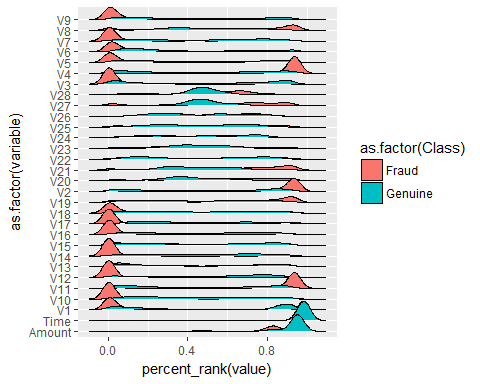 V9
V8
V7
V6
V5
V4
V3
V28
V27
V26
V25
V24
V23
V22
V21
V20
V2
V19
V18
V17
V16
V15
V14
V13
V12
V11
V10
V1
Time
Amount
as.factor(variable)
0.0
0.4
0.8
percent_rank(value)
as.factor(Class)
Fraud
Genuine